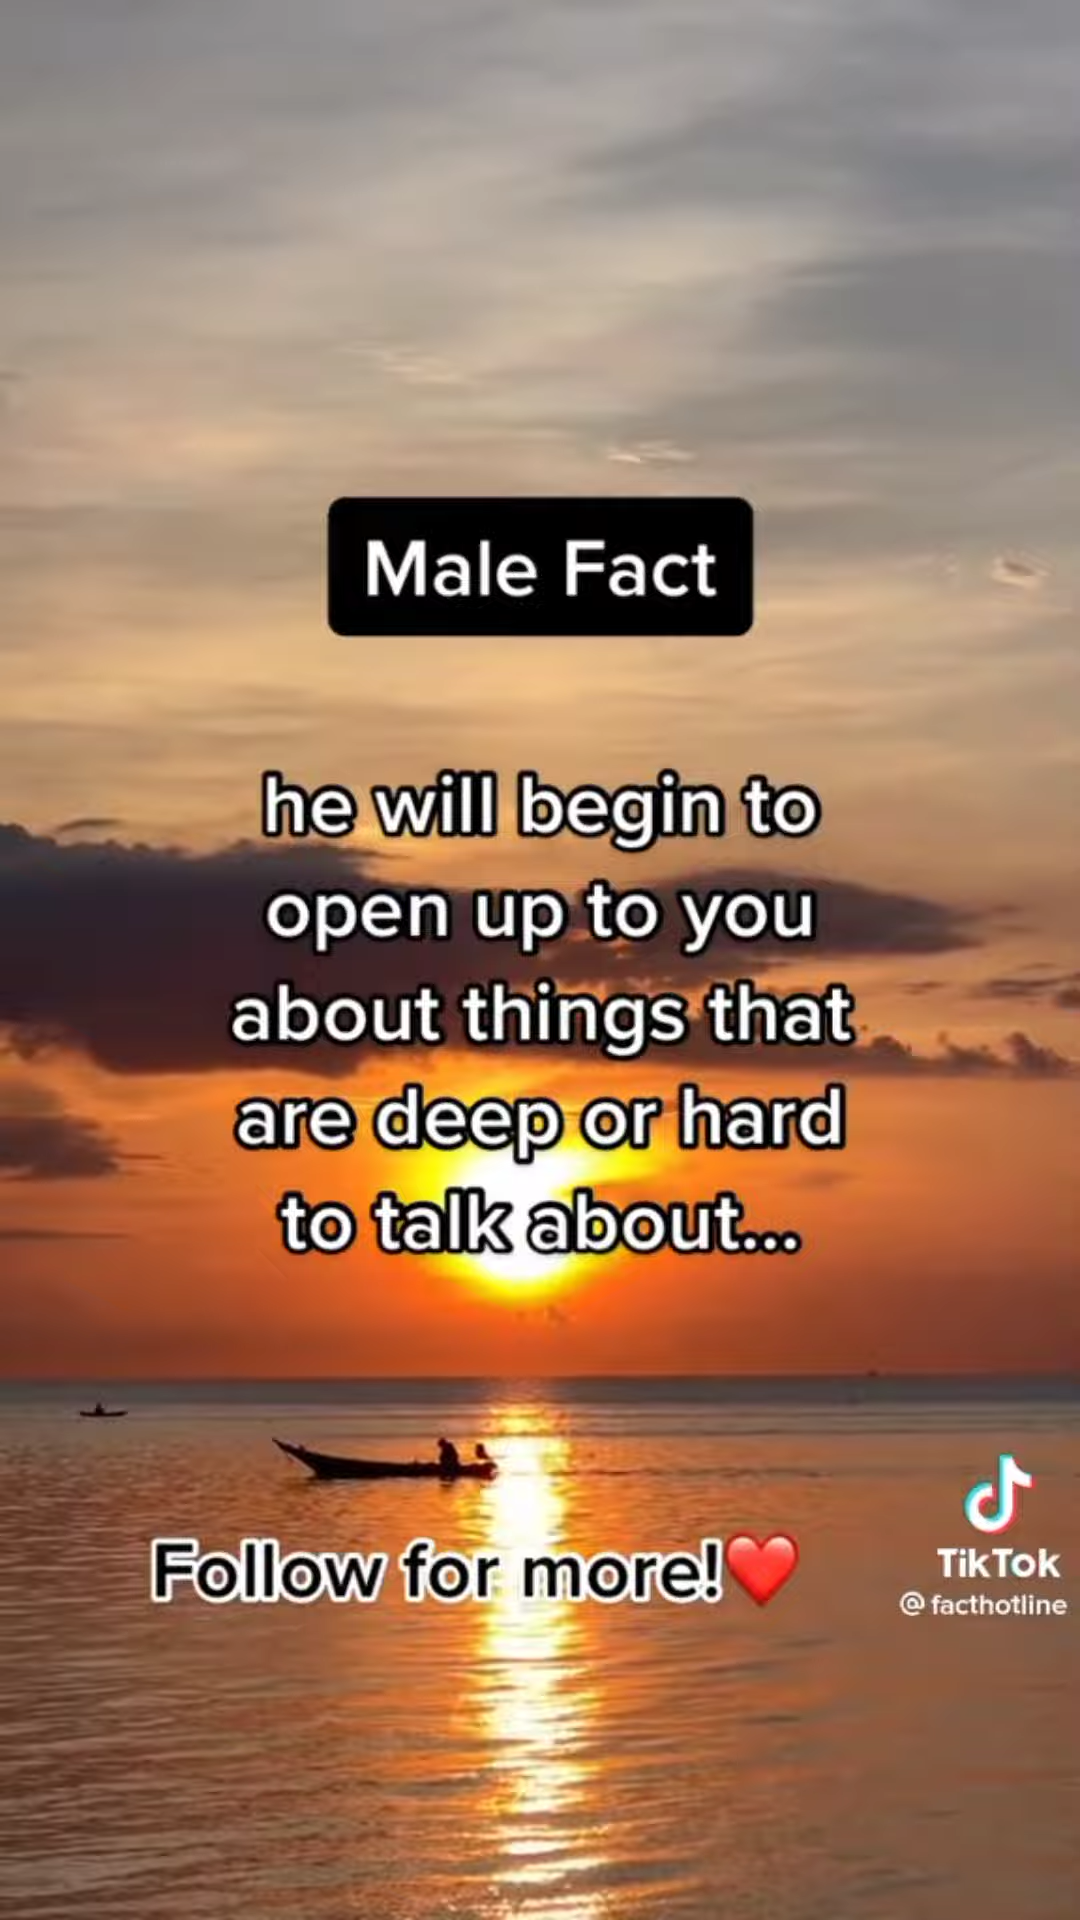 Male Fact
he will begin to
open up to you
about things that
are deep or hard
to talk about...
Follow for more!❤️
TikTok
@facthotline